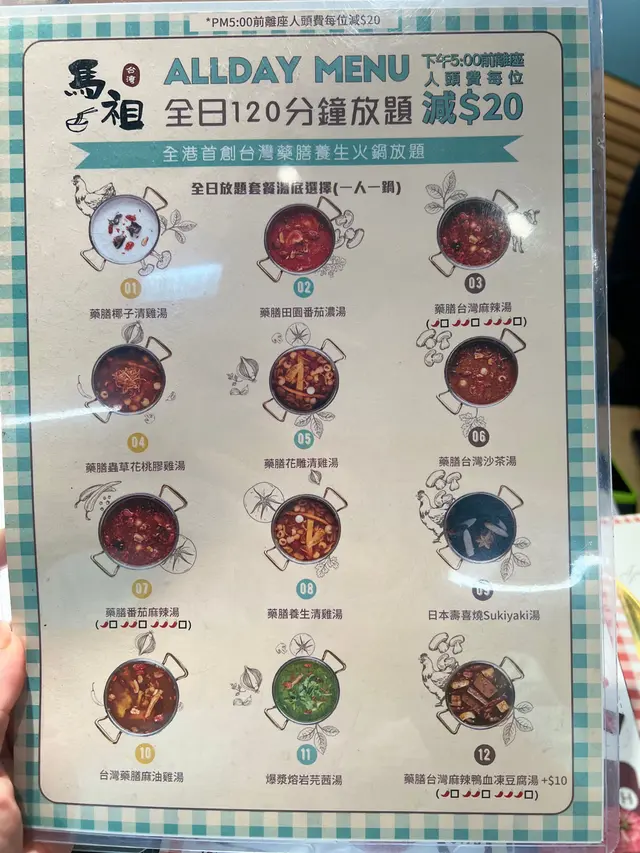 *PM5:00前離座人頭費每位減$20
馬祖
台灣
ALLDAY MENU
全日120分鐘放題
下午5:00前離座
人頭費每位
減$20
全港首創台灣藥膳養生火鍋放題
全日放題套餐湯底選擇(一人一鍋)
01
藥膳椰子清雞湯
02
藥膳田園番茄濃湯
03
藥膳台灣麻辣湯
04
藥膳蟲草花桃膠雞湯
05
藥膳花雕清雞湯
06
藥膳台灣沙茶湯
07
藥膳番茄麻辣湯
08
藥膳養生清雞湯
09
日本壽喜燒Sukiyaki湯
10
台灣藥膳麻油雞湯
11
爆漿熔岩芫茜湯
12
藥膳台灣麻辣鴨血凍豆腐湯 +$10